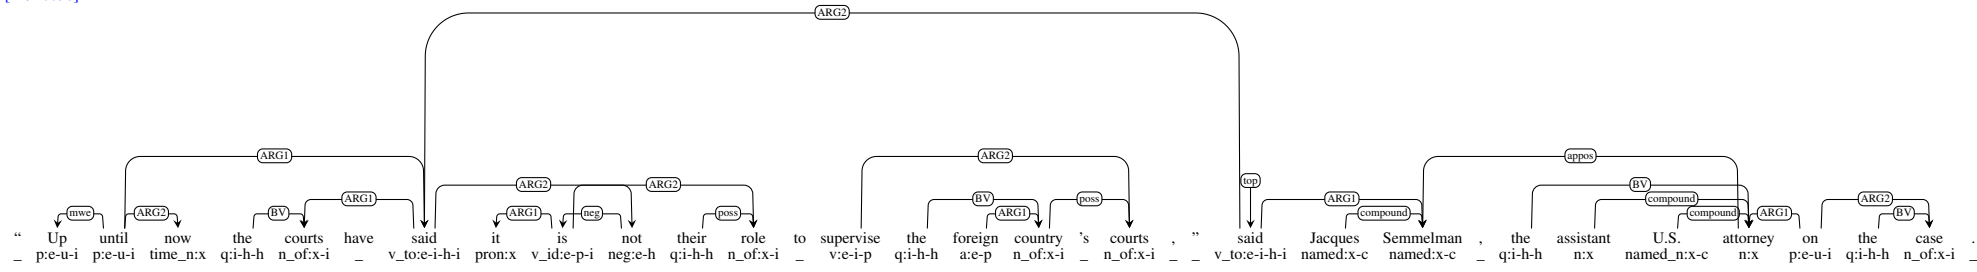 ARG2
ARG1 ARG2 appos
top
ARG2 ARG2 BV
ARG1 BV poss ARG1 compound ARG2
mwe ARG2 BV ARG1 neg poss ARG1 compound compound ARG1 BV
“ Up until now the courts have said it is not their role to supervise the foreign country 's courts , ” said Jacques Semmelman , the assistant U.S. attorney on the case .
_ p:e-u-i p:e-u-i time_n:x q:i-h-h n_of:x-i _ v_to:e-i-h-i pron:x v_id:e-p-i neg:e-h q:i-h-h n_of:x-i _ v:e-i-p q:i-h-h a:e-p n_of:x-i _ n_of:x-i _ _ v_to:e-i-h-i named:x-c named:x-c _ q:i-h-h n:x named_n:x-c n:x p:e-u-i q:i-h-h n_of:x-i _